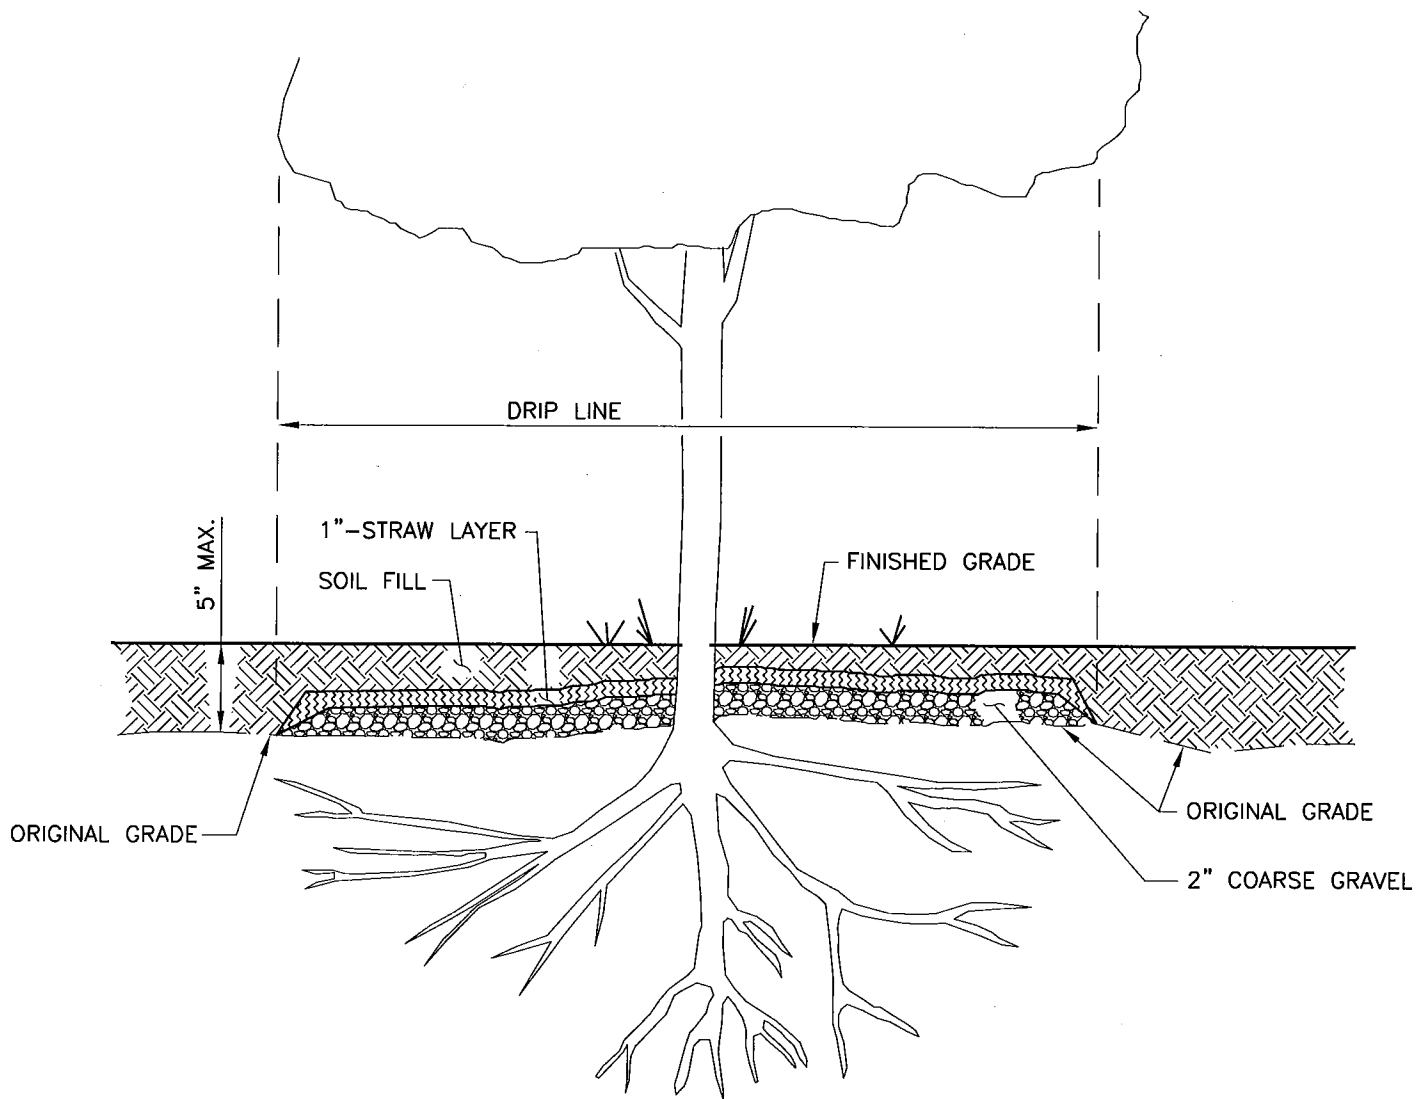 DRIP LINE
5" MAX.
1"-STRAW LAYER
SOIL FILL
FINISHED GRADE
ORIGINAL GRADE
ORIGINAL GRADE
2" COARSE GRAVEL